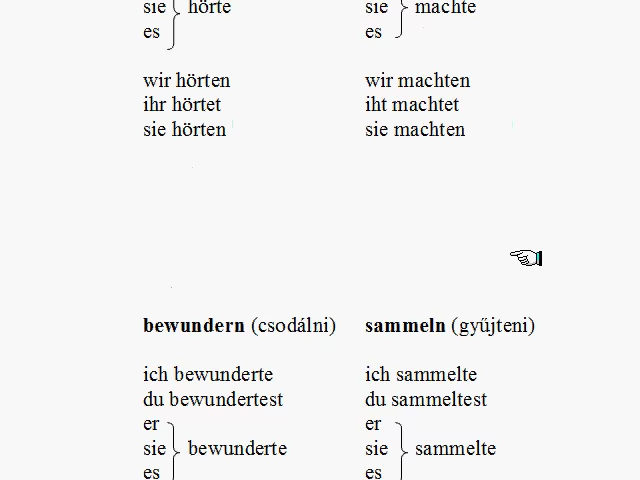 sie hörte sie machte
es es
wir hörten wir machten
ihr hörtet iht machtet
sie hörten sie machten
bewundern (csodálni) sammeln (gyűjteni)
ich bewunderte ich sammelte
du bewundertest du sammeltest
er er
sie bewunderte sie sammelte
es es